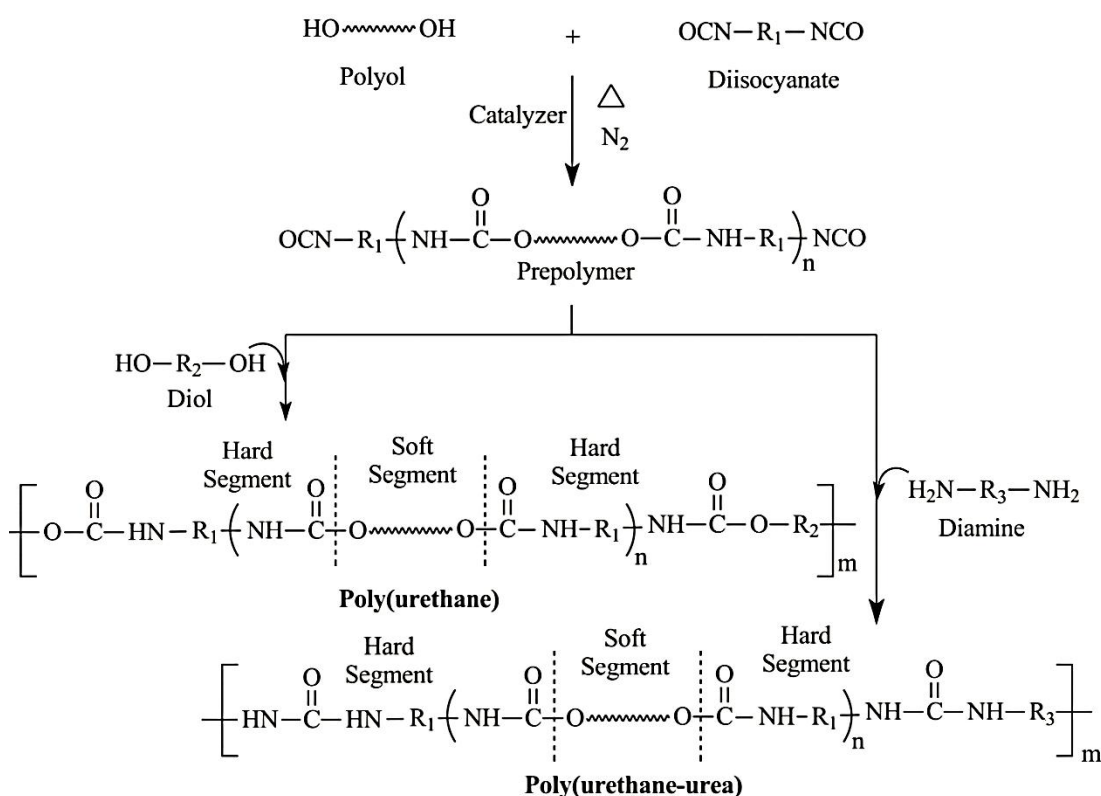 HO OH + OCN-R1-NCO
Polyol Diisocyanate
Catalyzer △
N2
OCN-R1-(NH-C(=O)-O O-C(=O)-NH-R1)n-NCO
Prepolymer
HO-R2-OH
Diol
Hard Segment
Soft Segment
Hard Segment
H2N-R3-NH2
Diamine
[-O-C(=O)-HN-R1-(NH-C(=O)-O O-C(=O)-NH-R1)n-NH-C(=O)-O-R2-]m
Poly(urethane)
Hard Segment
Soft Segment
Hard Segment
[-HN-C(=O)-HN-R1-(NH-C(=O)-O O-C(=O)-NH-R1)n-NH-C(=O)-NH-R3-]m
Poly(urethane-urea)